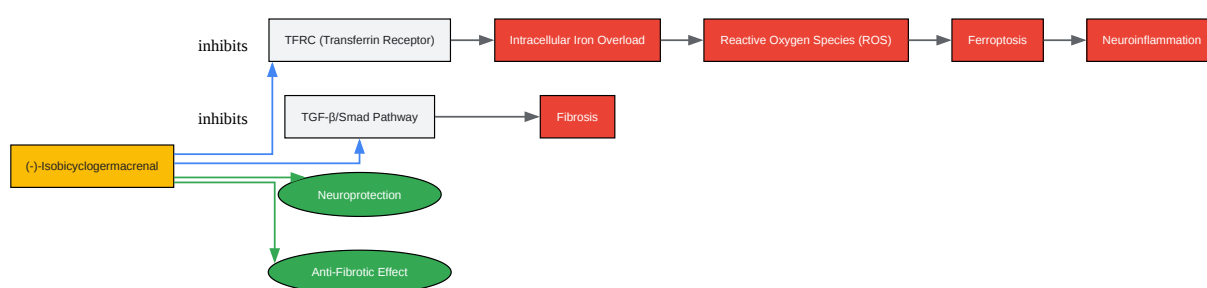 inhibits
TFRC (Transferrin Receptor)
Intracellular Iron Overload
Reactive Oxygen Species (ROS)
Ferroptosis
Neuroinflammation
inhibits
TGF-β/Smad Pathway
Fibrosis
(-)-Isobicyclogermacrenal
Neuroprotection
Anti-Fibrotic Effect